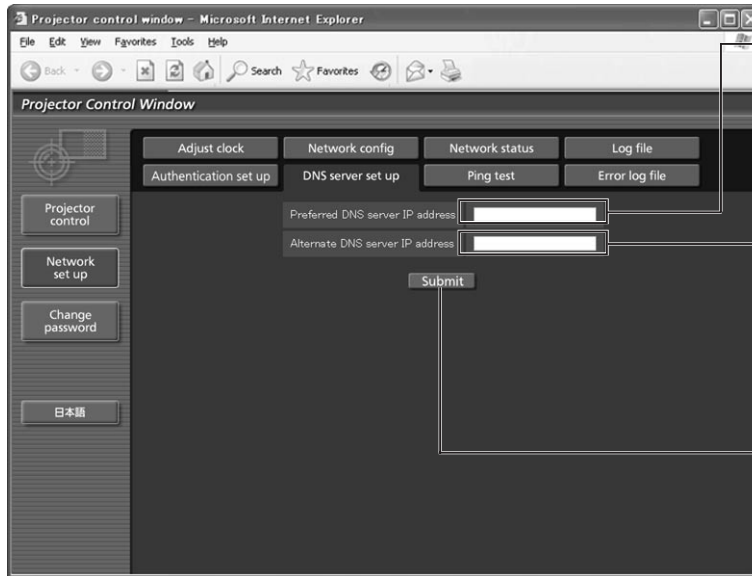 Projector control window - Microsoft Internet Explorer
File Edit View Favorites Tools Help
Back Search Favorites
Projector Control Window
Adjust clock Network config Network status Log file
Authentication set up DNS server set up Ping test Error log file
Projector
control
Preferred DNS server IP address
Alternate DNS server IP address
Network
set up
Submit
Change
password
日本語